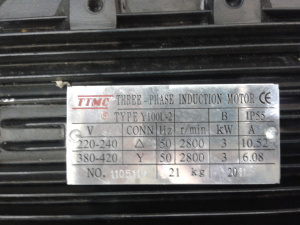 TTMC THREE-PHASE INDUCTION MOTOR CE
TYPE Y100L-2 B IP55
V CONN Hz r/min kW A
220-240 △ 50 2800 3 10.52
380-420 Y 50 2800 3 6.08
NO. 21 kg